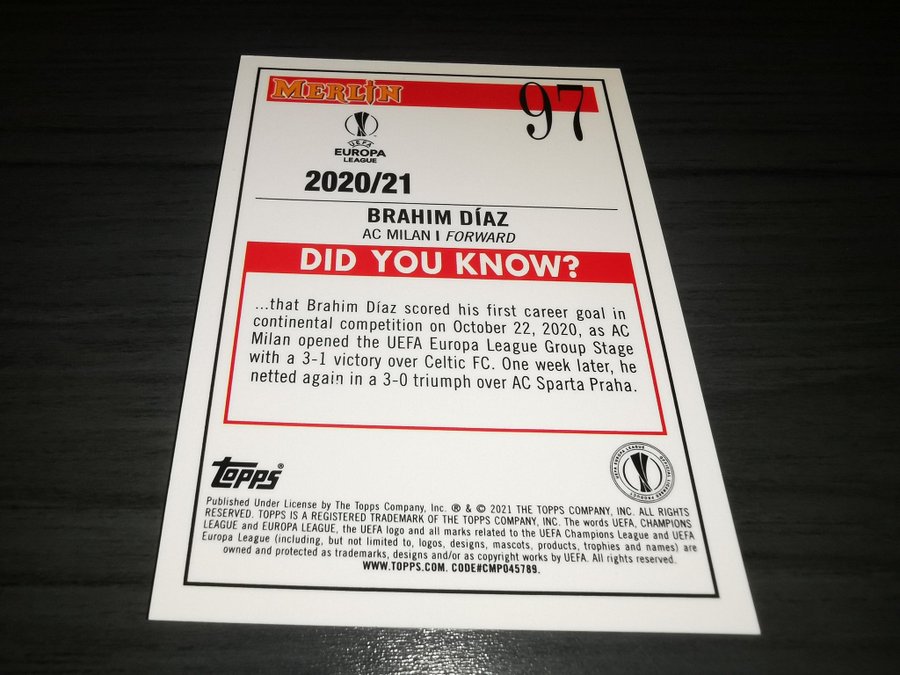 MERLIN
97
UEFA
EUROPA
LEAGUE
2020/21
BRAHIM DÍAZ
AC MILAN | FORWARD
DID YOU KNOW?
...that Brahim Díaz scored his first career goal in
continental competition on October 22, 2020, as AC
Milan opened the UEFA Europa League Group Stage
with a 3-1 victory over Celtic FC. One week later, he
netted again in a 3-0 triumph over AC Sparta Praha.
topps®
UEFA EUROPA LEAGUE
OFFICIAL LICENSED PRODUCT
Published Under License by The Topps Company, Inc. ® & © 2021 THE TOPPS COMPANY, INC. ALL RIGHTS
RESERVED. TOPPS IS A REGISTERED TRADEMARK OF THE TOPPS COMPANY, INC. The words UEFA, CHAMPIONS
LEAGUE and EUROPA LEAGUE, the UEFA logo and all marks related to the UEFA Champions League and UEFA
Europa League (including, but not limited to, logos, designs, mascots, products, trophies and names) are
owned and protected as trademarks, designs and/or as copyright works by UEFA. All rights reserved.
WWW.TOPPS.COM. CODE#CMP045789.